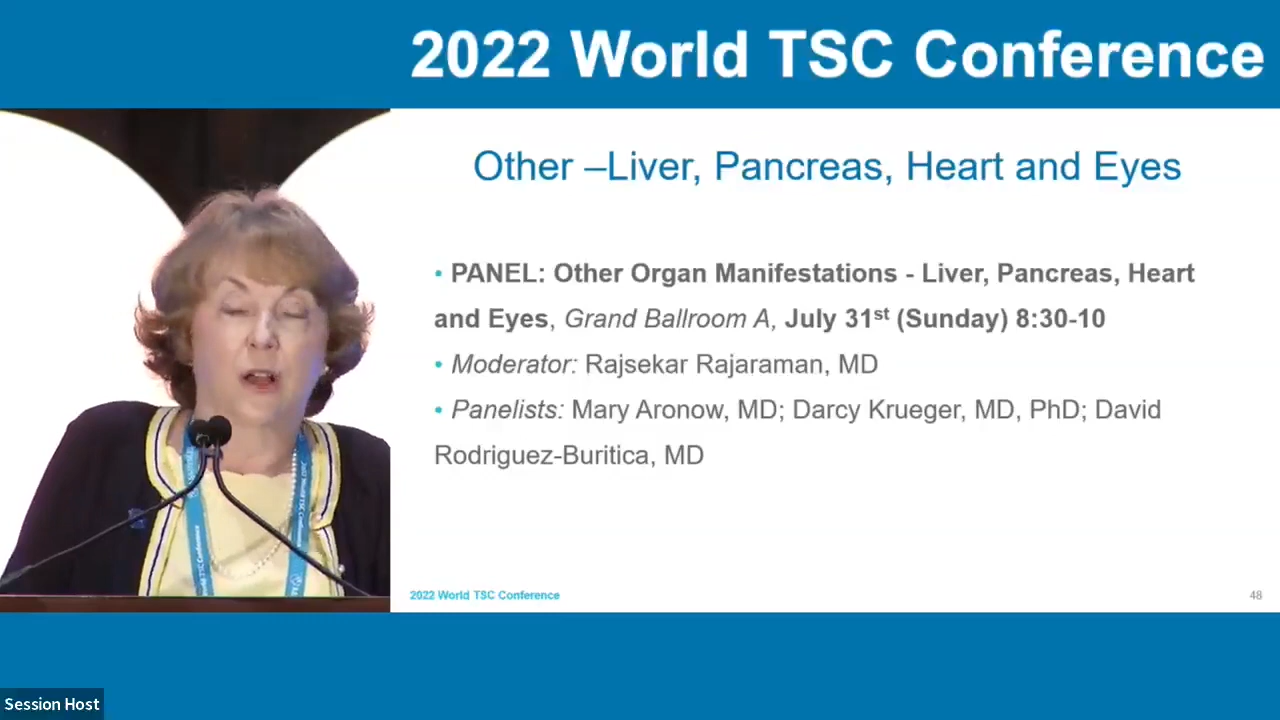 2022 World TSC Conference
Other –Liver, Pancreas, Heart and Eyes
• PANEL: Other Organ Manifestations - Liver, Pancreas, Heart
and Eyes, Grand Ballroom A, July 31st (Sunday) 8:30-10
• Moderator: Rajsekar Rajaraman, MD
• Panelists: Mary Aronow, MD; Darcy Krueger, MD, PhD; David
Rodriguez-Buritica, MD
2022 World TSC Conference
48
Session Host